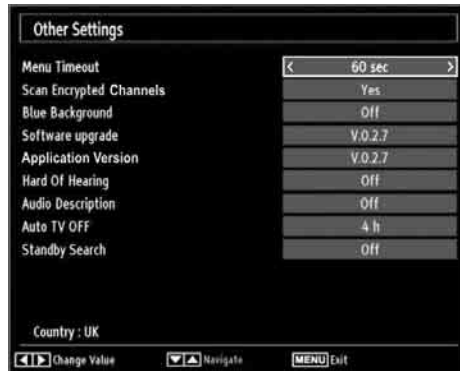 Other Settings
Menu Timeout < 60 sec >
Scan Encrypted Channels Yes
Blue Background Off
Software upgrade V.0.2.7
Application Version V.0.2.7
Hard Of Hearing Off
Audio Description Off
Auto TV OFF 4 h
Standby Search Off
Country : UK
Change Value Navigate MENU Exit